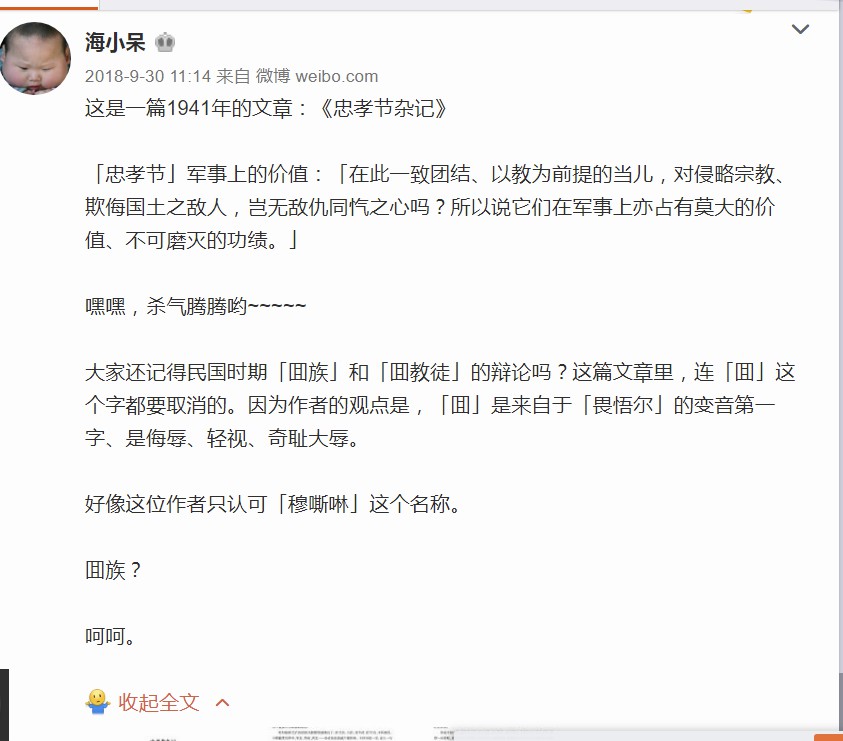 海小呆
2018-9-30 11:14 来自 微博 weibo.com
这是一篇1941年的文章：《忠孝节杂记》
「忠孝节」军事上的价值：「在此一致团结、以教为前提的当儿，对侵略宗教、
欺侮国土之敌人，岂无敌仇同忾之心吗？所以说它们在军事上亦占有莫大的价
值、不可磨灭的功绩。」
嘿嘿，杀气腾腾哟~~~~~
大家还记得民国时期「囬族」和「囬教徒」的辩论吗？这篇文章里，连「囬」这
个字都要取消的。因为作者的观点是，「囬」是来自于「畏悟尔」的变音第一
字、是侮辱、轻视、奇耻大辱。
好像这位作者只认可「穆嘶啉」这个名称。
囬族？
呵呵。
收起全文